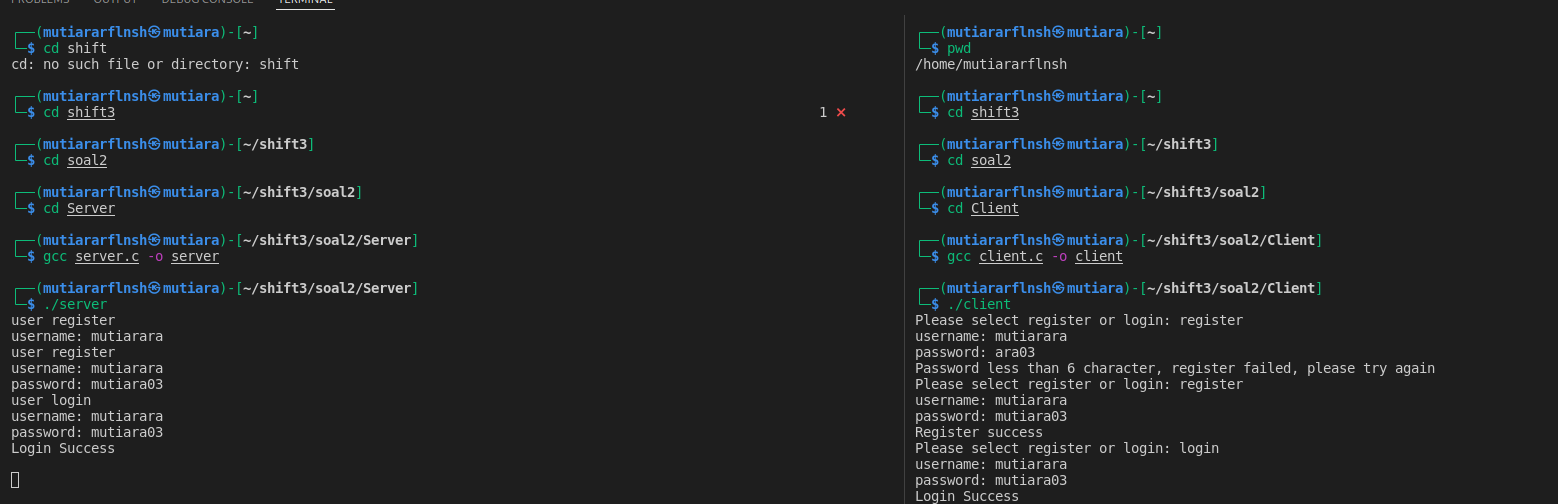 PROBLEMS OUTPUT DEBUG CONSOLE TERMINAL
┌──(mutiararflnsh㉿mutiara)-[~]
└─$ cd shift
cd: no such file or directory: shift
┌──(mutiararflnsh㉿mutiara)-[~]
└─$ cd shift3 1 ⨯
┌──(mutiararflnsh㉿mutiara)-[~/shift3]
└─$ cd soal2
┌──(mutiararflnsh㉿mutiara)-[~/shift3/soal2]
└─$ cd Server
┌──(mutiararflnsh㉿mutiara)-[~/shift3/soal2/Server]
└─$ gcc server.c -o server
┌──(mutiararflnsh㉿mutiara)-[~/shift3/soal2/Server]
└─$ ./server
user register
username: mutiarara
user register
username: mutiarara
password: mutiara03
user login
username: mutiarara
password: mutiara03
Login Success
┌──(mutiararflnsh㉿mutiara)-[~]
└─$ pwd
/home/mutiararflnsh
┌──(mutiararflnsh㉿mutiara)-[~]
└─$ cd shift3
┌──(mutiararflnsh㉿mutiara)-[~/shift3]
└─$ cd soal2
┌──(mutiararflnsh㉿mutiara)-[~/shift3/soal2]
└─$ cd Client
┌──(mutiararflnsh㉿mutiara)-[~/shift3/soal2/Client]
└─$ gcc client.c -o client
┌──(mutiararflnsh㉿mutiara)-[~/shift3/soal2/Client]
└─$ ./client
Please select register or login: register
username: mutiarara
password: ara03
Password less than 6 character, register failed, please try again
Please select register or login: register
username: mutiarara
password: mutiara03
Register success
Please select register or login: login
username: mutiarara
password: mutiara03
Login Success